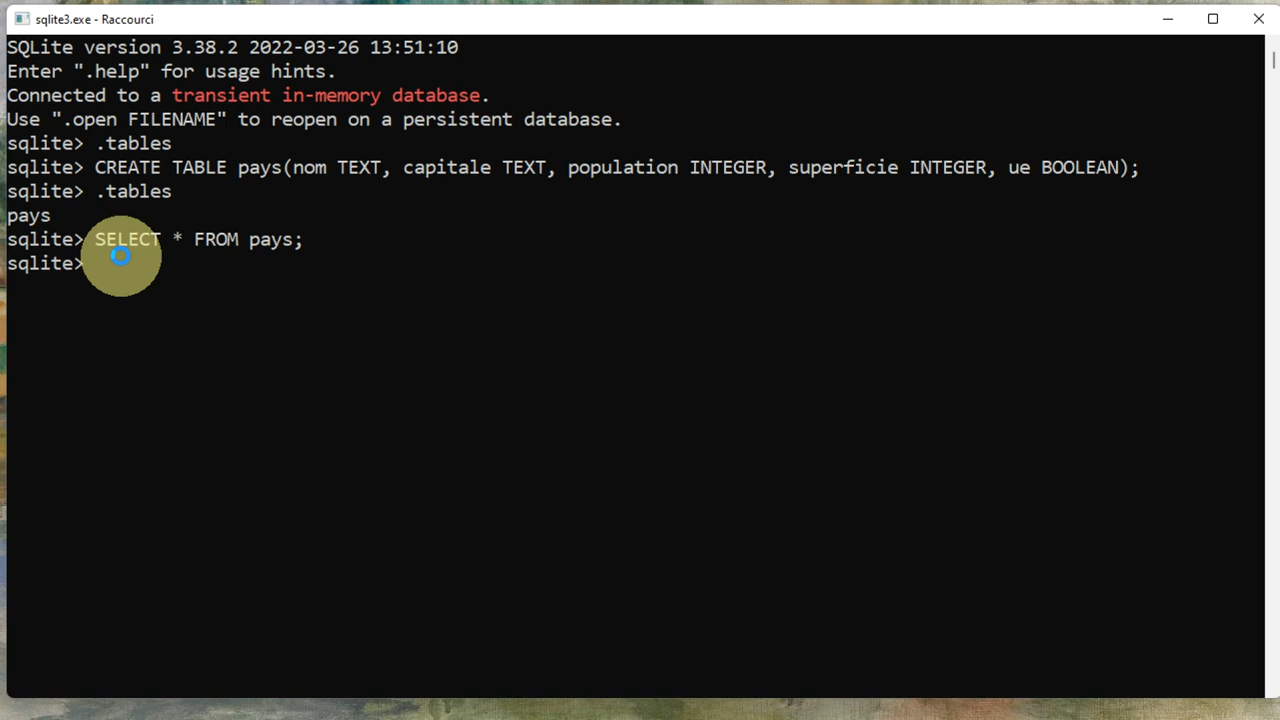 sqlite3.exe - Raccourci
SQLite version 3.38.2 2022-03-26 13:51:10
Enter ".help" for usage hints.
Connected to a transient in-memory database.
Use ".open FILENAME" to reopen on a persistent database.
sqlite> .tables
sqlite> CREATE TABLE pays(nom TEXT, capitale TEXT, population INTEGER, superficie INTEGER, ue BOOLEAN);
sqlite> .tables
pays
sqlite> SELECT * FROM pays;
sqlite>